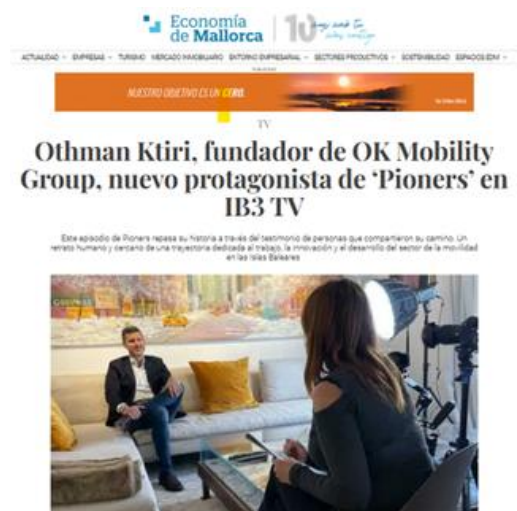 Economía
de Mallorca
ACTUALIDAD EMPRESAS TURISMO MERCADO INMOBILIARIO ENTORNO EMPRESARIAL SECTORES PRODUCTIVOS SOSTENIBILIDAD ESPACIOS EDM
NUESTRO OBJETIVO ES UN CERO.
TV
Othman Ktiri, fundador de OK Mobility
Group, nuevo protagonista de ‘Pioners’ en
IB3 TV
Este episodio de Pioners repasa su historia a través del testimonio de personas que compartieron su camino. Un
retrato humano y cercano de una trayectoria dedicada al trabajo, la innovación y el desarrollo del sector de la movilidad
en las Islas Baleares